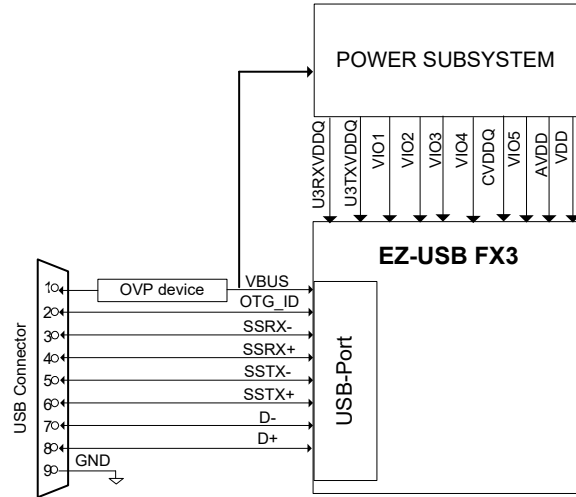 POWER SUBSYSTEM
U3RXVDDQ
U3TXVDDQ
VIO1
VIO2
VIO3
VIO4
CVDDQ
VIO5
AVDD
VDD
EZ-USB FX3
USB Connector
1
OVP device
VBUS
2
OTG_ID
3
SSRX-
4
SSRX+
5
SSTX-
6
SSTX+
7
D-
8
D+
9
GND
USB-Port